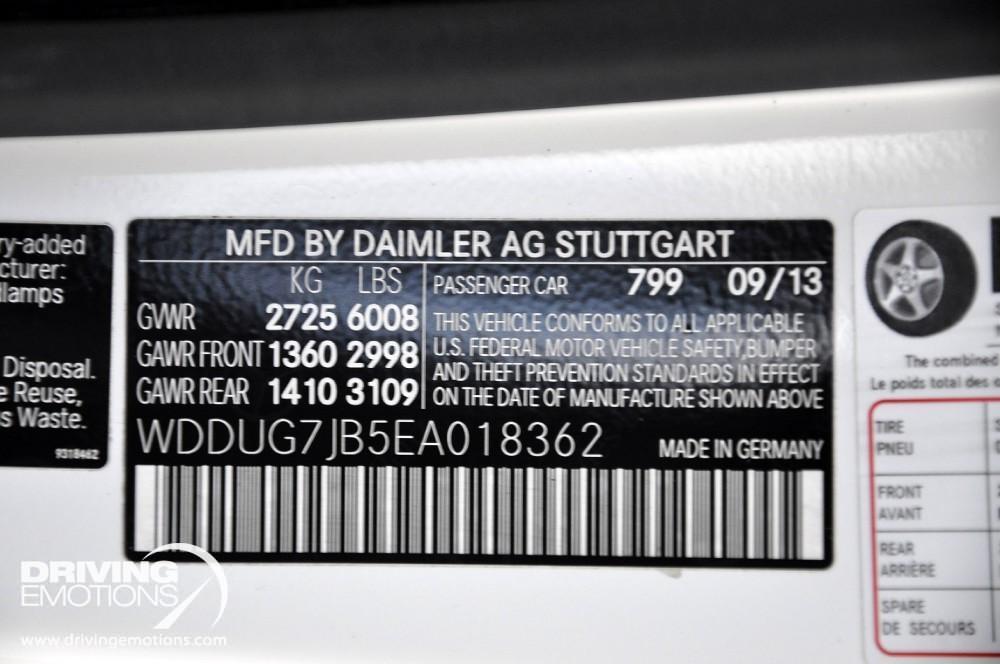 ry-added
cturer:
lamps
Disposal.
Reuse,
s Waste.
9318462
MFD BY DAIMLER AG STUTTGART
KG LBS
GVWR 2725 6008
GAWR FRONT 1360 2998
GAWR REAR 1410 3109
PASSENGER CAR 799 09/13
THIS VEHICLE CONFORMS TO ALL APPLICABLE
U.S. FEDERAL MOTOR VEHICLE SAFETY, BUMPER
AND THEFT PREVENTION STANDARDS IN EFFECT
ON THE DATE OF MANUFACTURE SHOWN ABOVE
WDDUG7JB5EA018362 MADE IN GERMANY
The combined
Le poids total des
TIRE
PNEU
FRONT
AVANT
REAR
ARRIÈRE
SPARE
DE SECOURS
DRIVING
EMOTIONS
www.drivingemotions.com